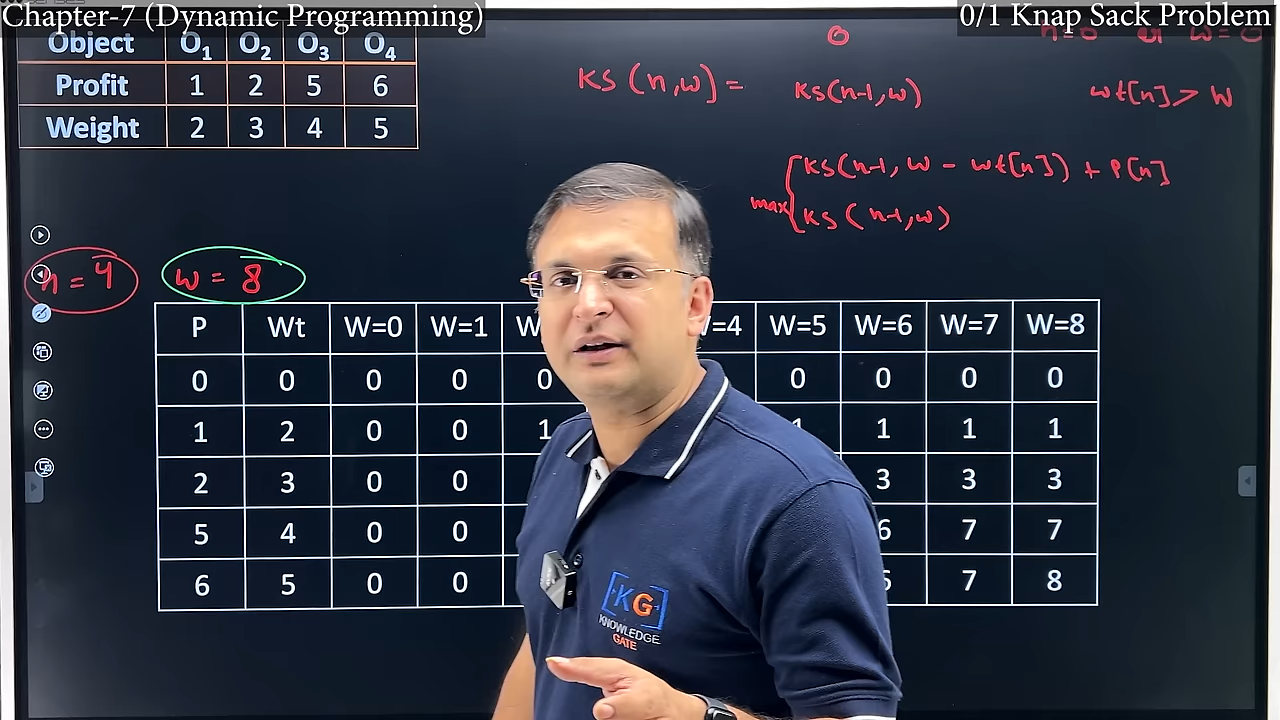 Chapter-7 (Dynamic Programming)
0/1 Knap Sack Problem
Object O1 O2 O3 O4
Profit 1 2 5 6
Weight 2 3 4 5
0 n=0 or w=0
KS(n,w) = KS(n-1,w) wt[n] > W
max KS(n-1, W - wt[n]) + P[n]
KS(n-1,w)
n = 4
w = 8
P Wt W=0 W=1 W =4 W=5 W=6 W=7 W=8
0 0 0 0 0 0 0 0 0
1 2 0 0 1 1 1 1 1
2 3 0 0 3 3 3
5 4 0 0 6 7 7
6 5 0 0 7 8
KG
KNOWLEDGE
GATE